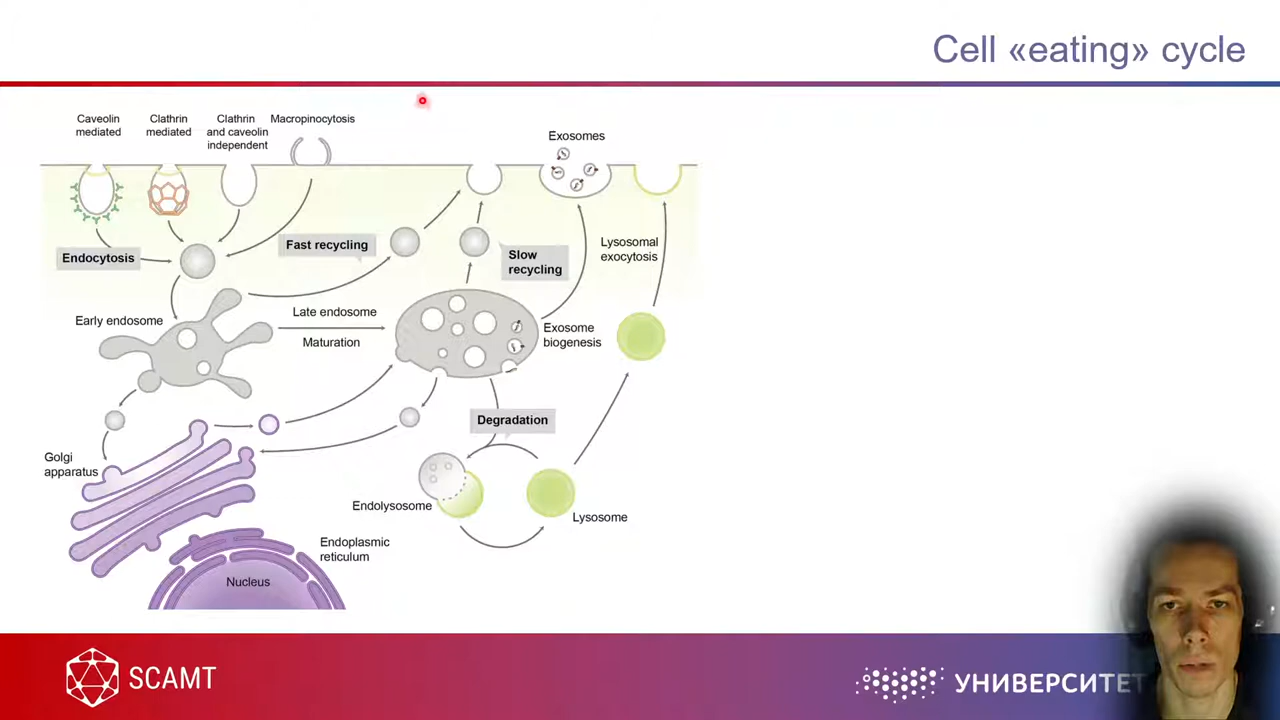 Cell «eating» cycle
Caveolin
mediated
Clathrin
mediated
Clathrin
and caveolin
independent
Macropinocytosis
Exosomes
Endocytosis
Fast recycling
Slow
recycling
Lysosomal
exocytosis
Early endosome
Late endosome
Maturation
Exosome
biogenesis
Degradation
Golgi
apparatus
Endolysosome
Lysosome
Endoplasmic
reticulum
Nucleus
SCAMT
УНИВЕРСИТЕТ